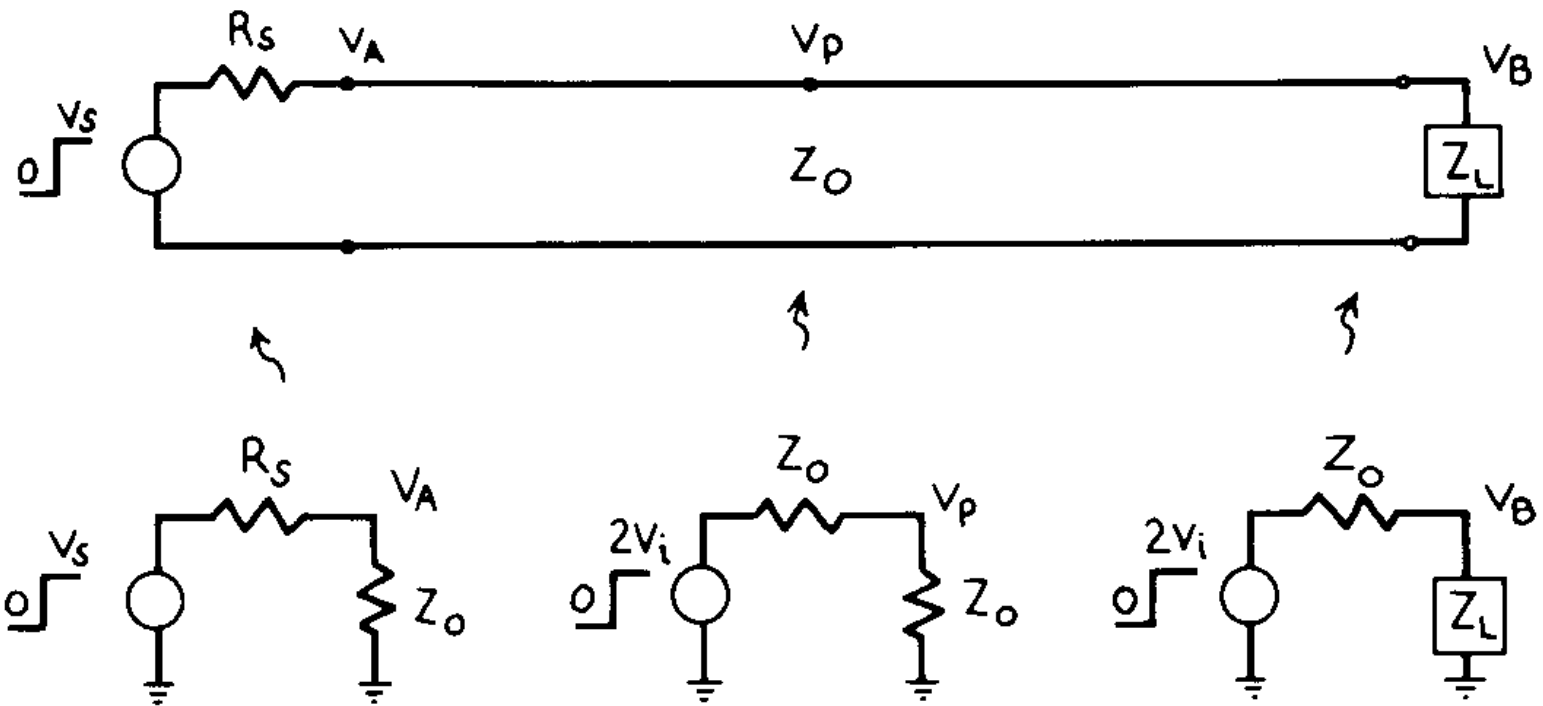 Rs VA Vp VB
Vs
0
Zo ZL
Rs VA Zo Vp Zo VB
Vs 2Vi 2Vi
0 0 0
Zo Zo ZL